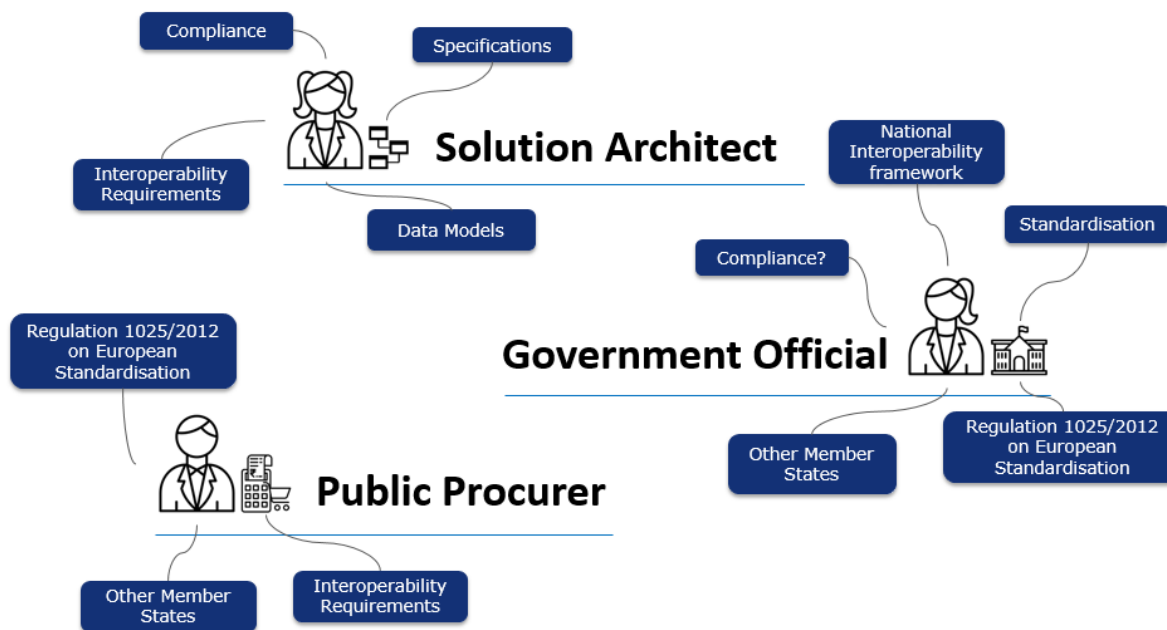 Compliance
Specifications
Solution Architect
Interoperability
Requirements
Data Models
National
Interoperability
framework
Standardisation
Compliance?
Government Official
Other Member
States
Regulation 1025/2012
on European
Standardisation
Regulation 1025/2012
on European
Standardisation
Public Procurer
Other Member
States
Interoperability
Requirements